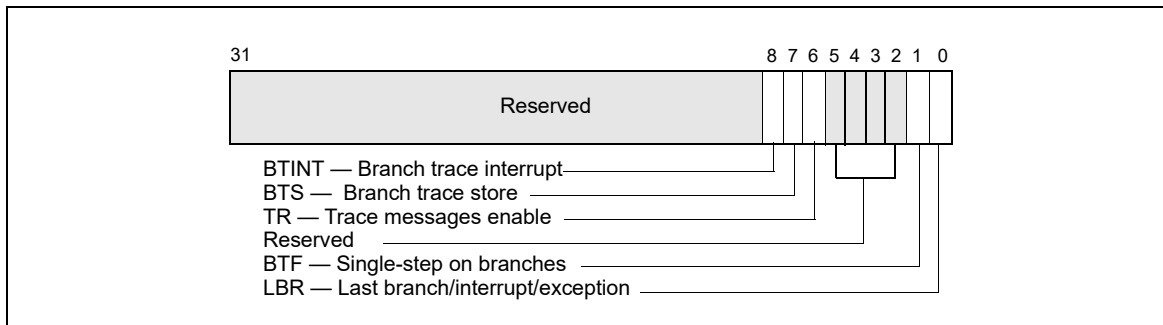 31 8 7 6 5 4 3 2 1 0
Reserved
BTINT — Branch trace interrupt
BTS — Branch trace store
TR — Trace messages enable
Reserved
BTF — Single-step on branches
LBR — Last branch/interrupt/exception